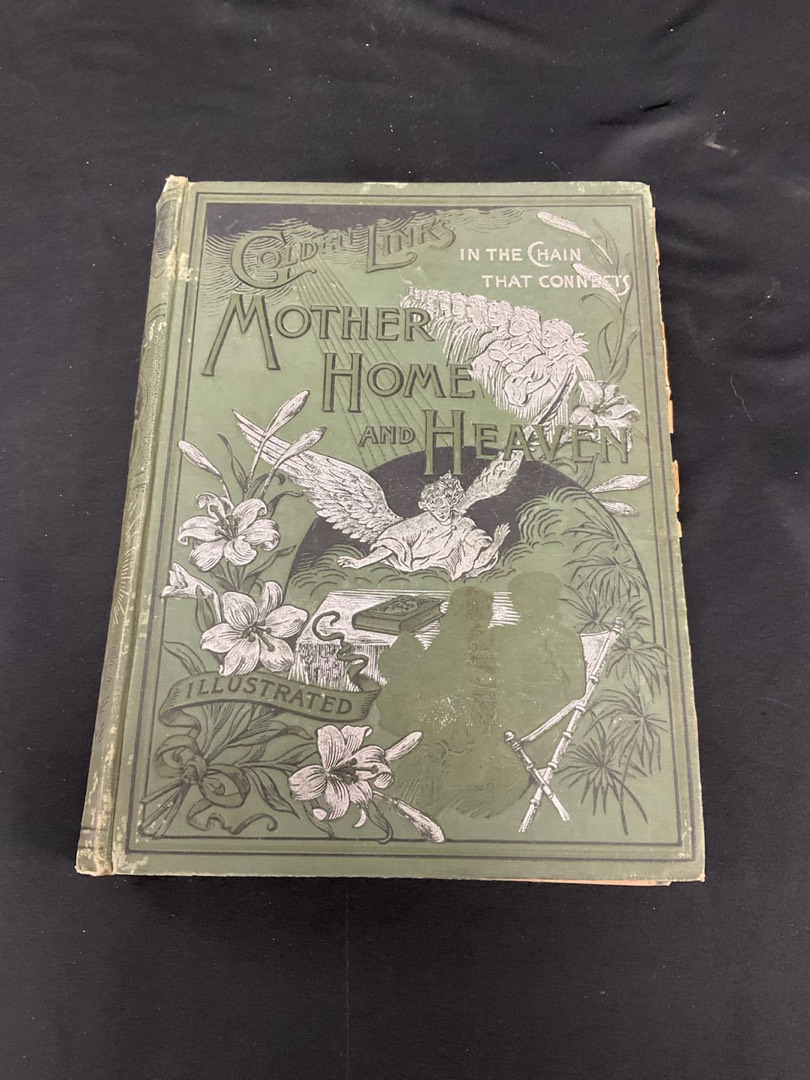 Golden Links
IN THE CHAIN
THAT CONNECTS
MOTHER
HOME
AND HEAVEN
ILLUSTRATED